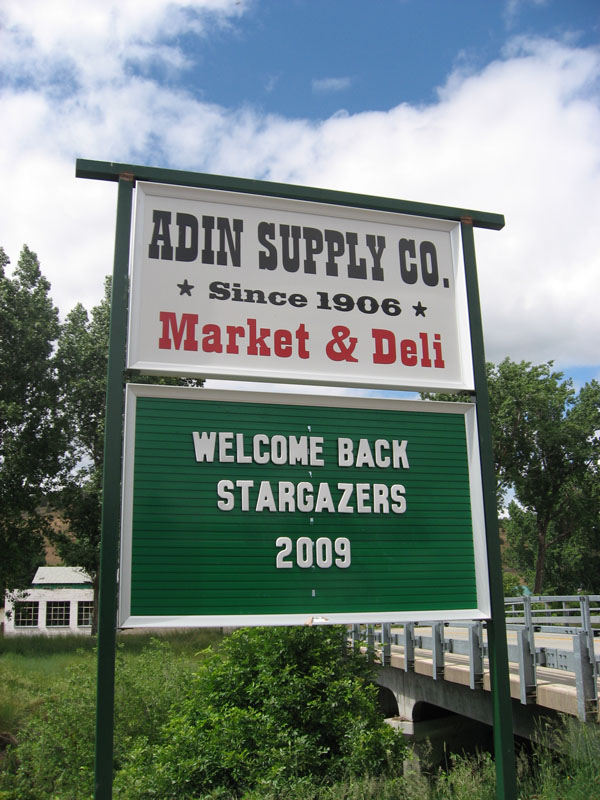 ADIN SUPPLY CO.
★ Since 1906 ★
Market & Deli
WELCOME BACK
STARGAZERS
2009